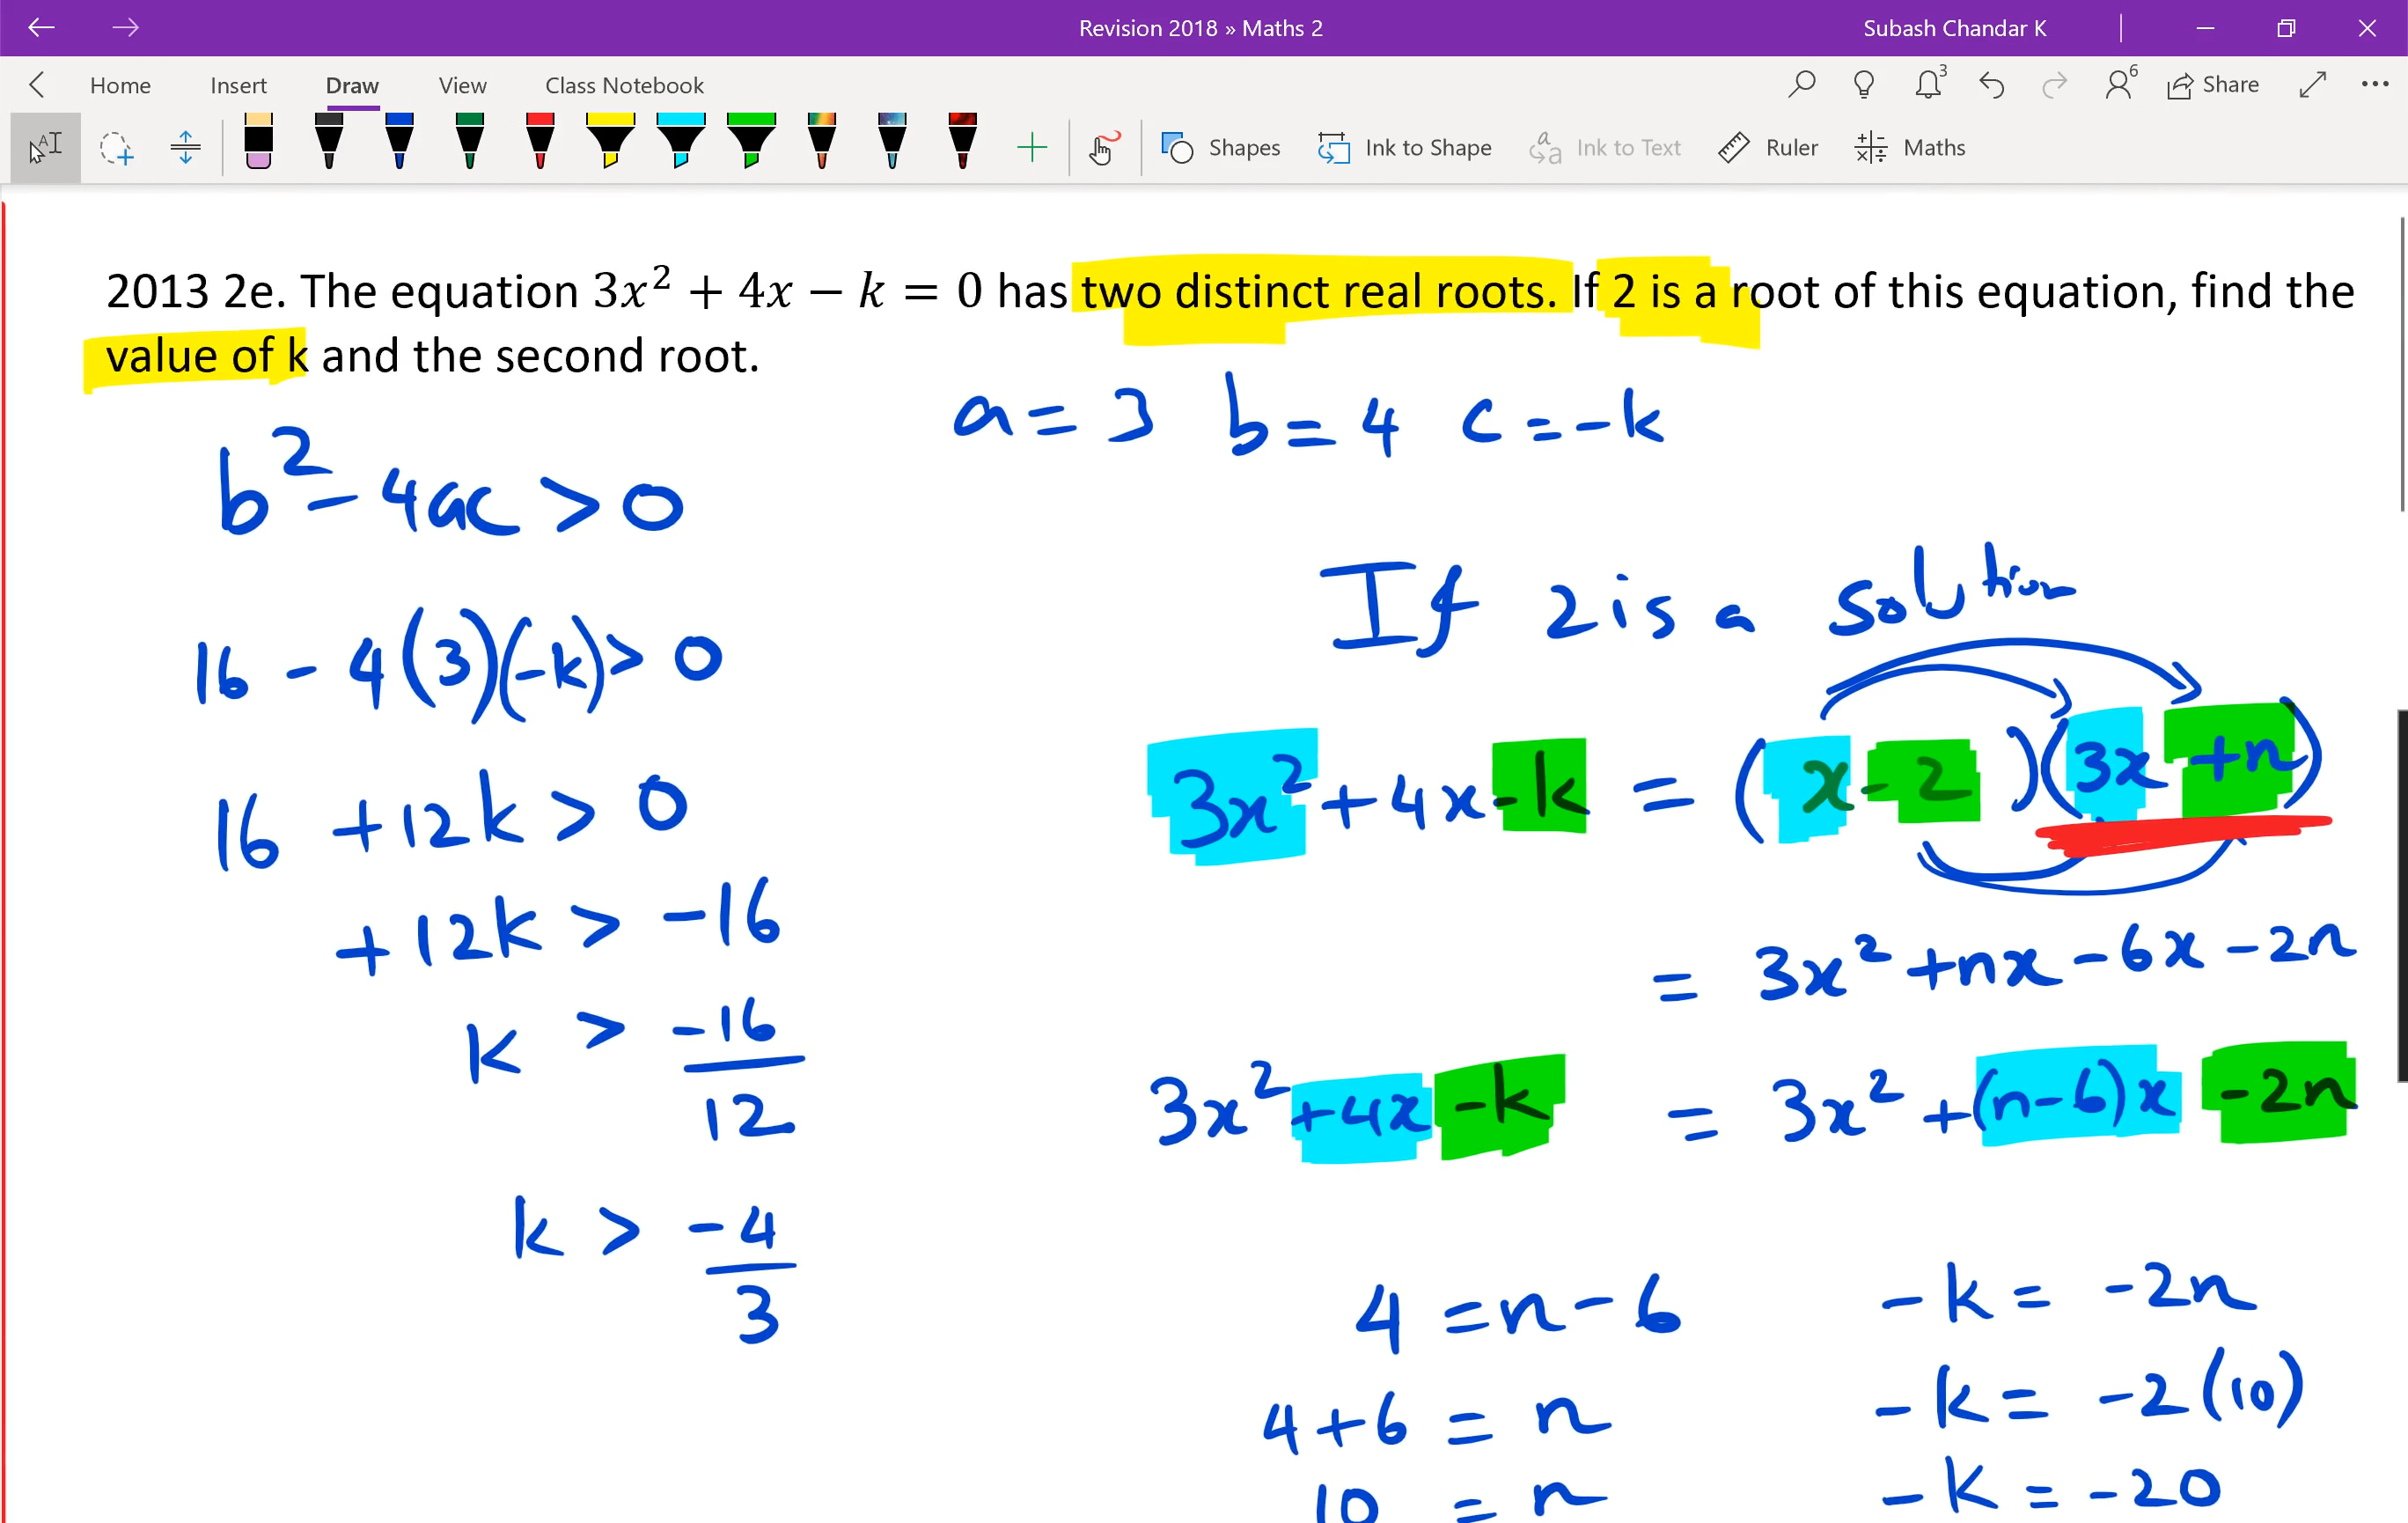 Revision 2018 » Maths 2
Subash Chandar K
Home Insert Draw View Class Notebook
3
6
Share
Shapes Ink to Shape Ink to Text Ruler Maths
2013 2e. The equation 3x² + 4x − k = 0 has two distinct real roots. If 2 is a root of this equation, find the
value of k and the second root.
a = 3 b = 4 c = -k
b² - 4ac > 0
If 2 is a solution
16 - 4(3)(-k) > 0
3x² + 4x - k = (x - 2)(3x + n)
16 + 12k > 0
+ 12k > -16
= 3x² + nx - 6x - 2n
k > -16
12
3x² + 4x - k = 3x² + (n-6)x - 2n
k > -4
3
4 = n - 6
-k = -2n
4 + 6 = n
-k = -2(10)
10 = n
-k = -20